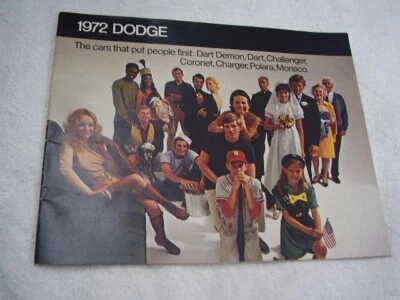 1972 DODGE
The cars that put people first: Dart Demon, Dart, Challenger,
Coronet, Charger, Polara, Monaco.